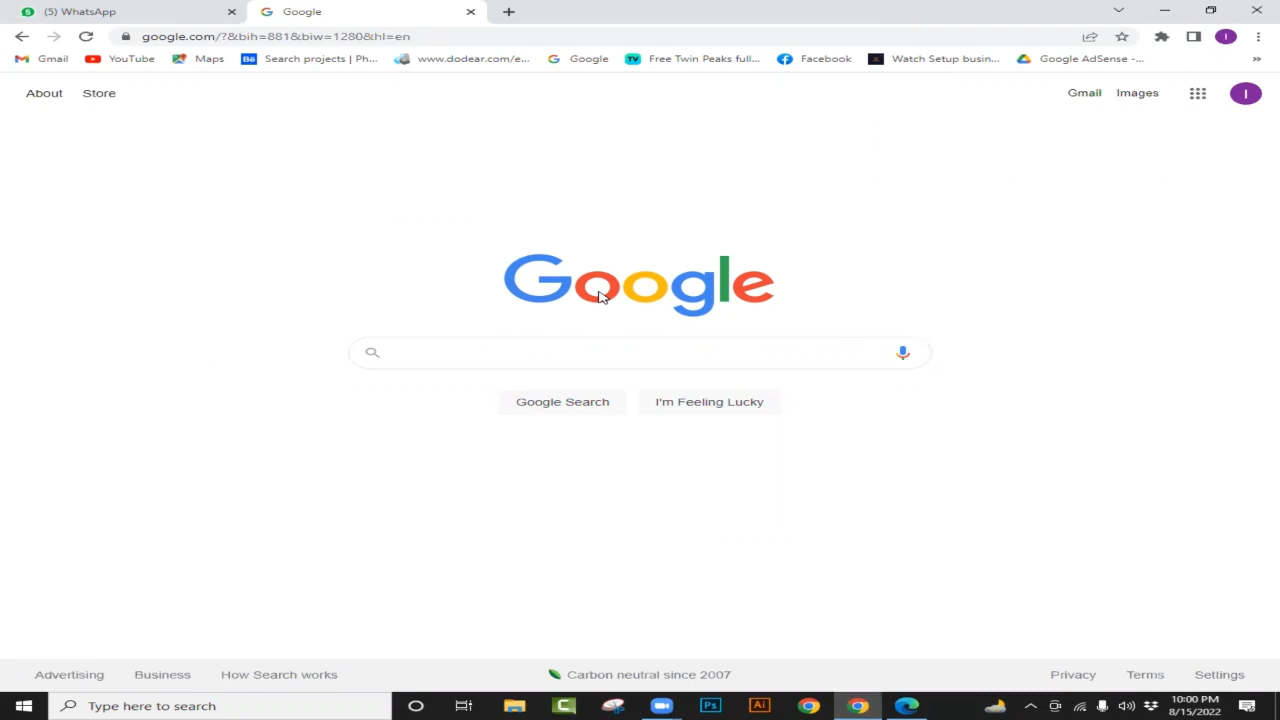 (5) WhatsApp
Google
google.com/?&bih=881&biw=1280&hl=en
Gmail YouTube Maps Search projects | Ph... www.dodear.com/e... Google Free Twin Peaks full... Facebook Watch Setup busin... Google AdSense -...
About Store Gmail Images I
Google
Google Search I'm Feeling Lucky
Advertising Business How Search works Carbon neutral since 2007 Privacy Terms Settings
Type here to search Ps Ai 10:00 PM
8/15/2022